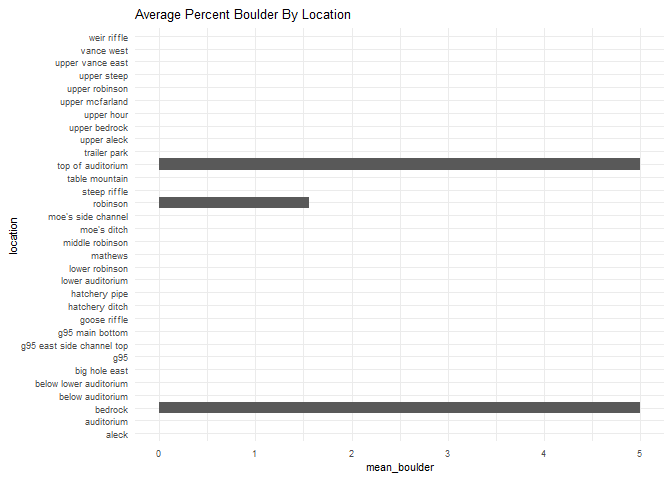 Average Percent Boulder By Location
weir riffle
vance west
upper vance east
upper steep
upper robinson
upper mcfarland
upper hour
upper bedrock
upper aleck
trailer park
top of auditorium
table mountain
steep riffle
robinson
moe's side channel
moe's ditch
middle robinson
mathews
lower robinson
lower auditorium
hatchery pipe
hatchery ditch
goose riffle
g95 main bottom
g95 east side channel top
g95
big hole east
below lower auditorium
below auditorium
bedrock
auditorium
aleck
location
0 1 2 3 4 5
mean_boulder